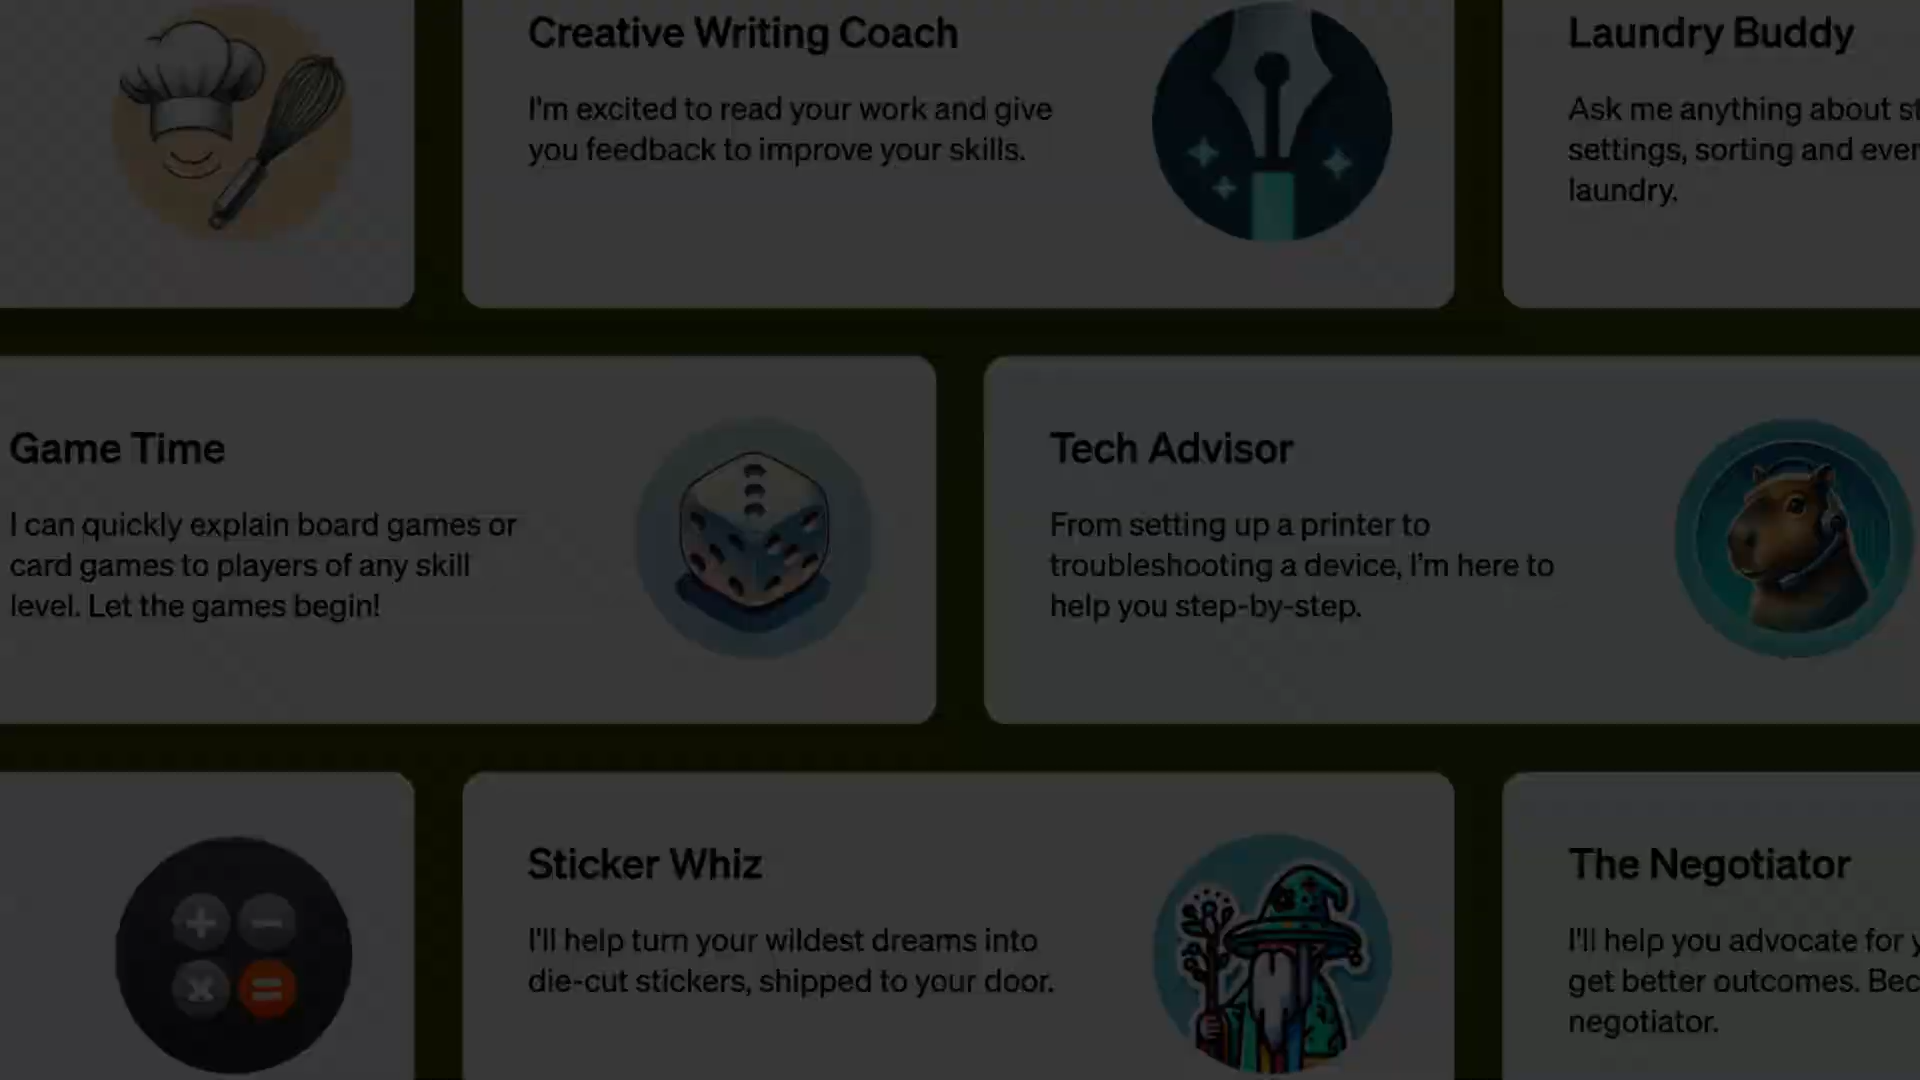 Creative Writing Coach
I'm excited to read your work and give
you feedback to improve your skills.
Laundry Buddy
Ask me anything about st
settings, sorting and ever
laundry.
Game Time
I can quickly explain board games or
card games to players of any skill
level. Let the games begin!
Tech Advisor
From setting up a printer to
troubleshooting a device, I'm here to
help you step-by-step.
Sticker Whiz
I'll help turn your wildest dreams into
die-cut stickers, shipped to your door.
The Negotiator
I'll help you advocate for y
get better outcomes. Bec
negotiator.